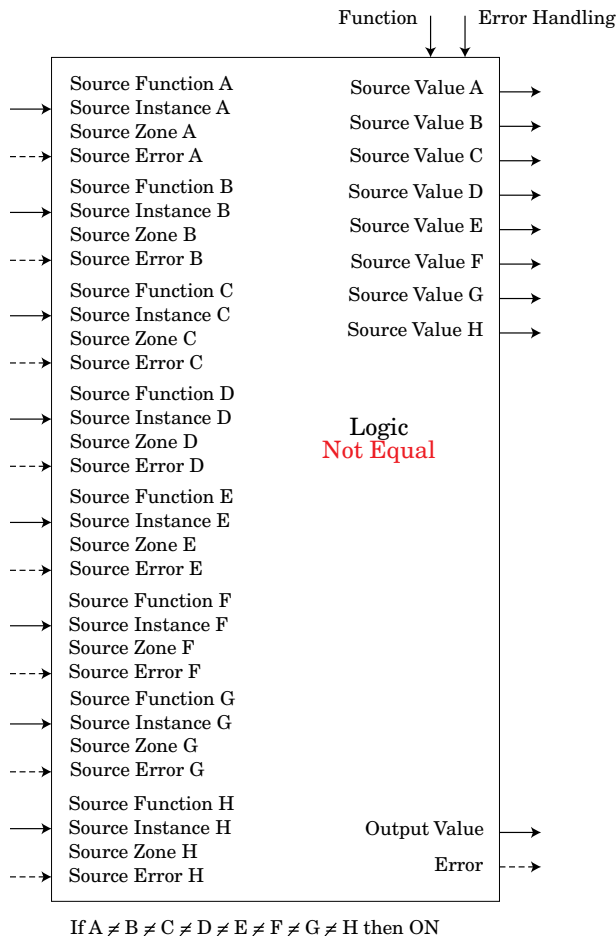 Function
Error Handling
Source Function A
Source Instance A
Source Zone A
Source Error A
Source Function B
Source Instance B
Source Zone B
Source Error B
Source Function C
Source Instance C
Source Zone C
Source Error C
Source Function D
Source Instance D
Source Zone D
Source Error D
Source Function E
Source Instance E
Source Zone E
Source Error E
Source Function F
Source Instance F
Source Zone F
Source Error F
Source Function G
Source Instance G
Source Zone G
Source Error G
Source Function H
Source Instance H
Source Zone H
Source Error H
Source Value A
Source Value B
Source Value C
Source Value D
Source Value E
Source Value F
Source Value G
Source Value H
Logic
Not Equal
Output Value
Error
If A ≠ B ≠ C ≠ D ≠ E ≠ F ≠ G ≠ H then ON